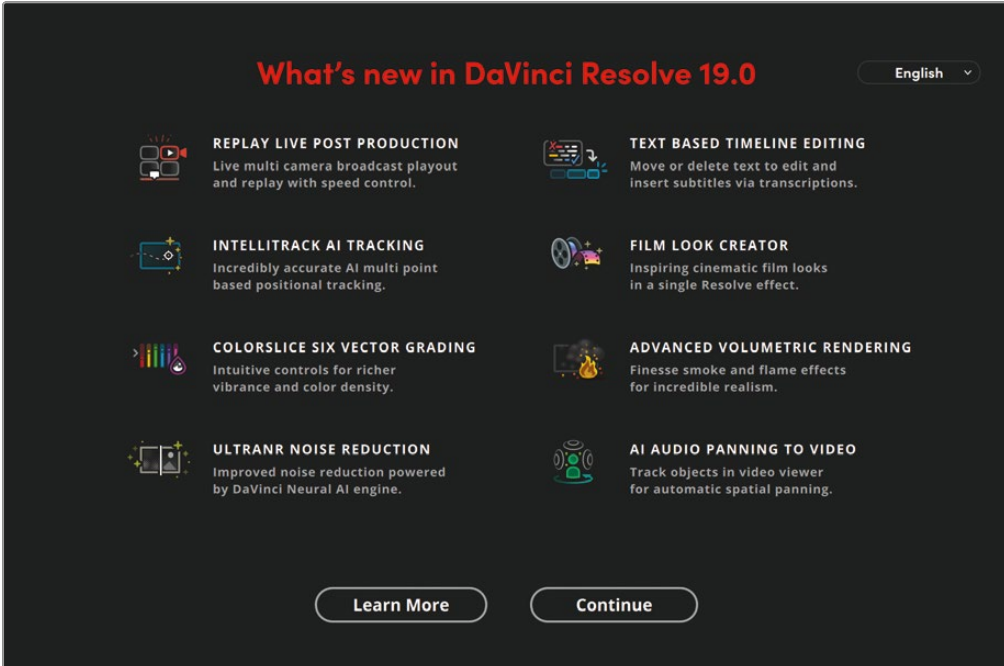 What's new in DaVinci Resolve 19.0
English
REPLAY LIVE POST PRODUCTION
Live multi camera broadcast playout
and replay with speed control.
TEXT BASED TIMELINE EDITING
Move or delete text to edit and
insert subtitles via transcriptions.
INTELLITRACK AI TRACKING
Incredibly accurate AI multi point
based positional tracking.
FILM LOOK CREATOR
Inspiring cinematic film looks
in a single Resolve effect.
COLORSLICE SIX VECTOR GRADING
Intuitive controls for richer
vibrance and color density.
ADVANCED VOLUMETRIC RENDERING
Finesse smoke and flame effects
for incredible realism.
ULTRANR NOISE REDUCTION
Improved noise reduction powered
by DaVinci Neural AI engine.
AI AUDIO PANNING TO VIDEO
Track objects in video viewer
for automatic spatial panning.
Learn More
Continue